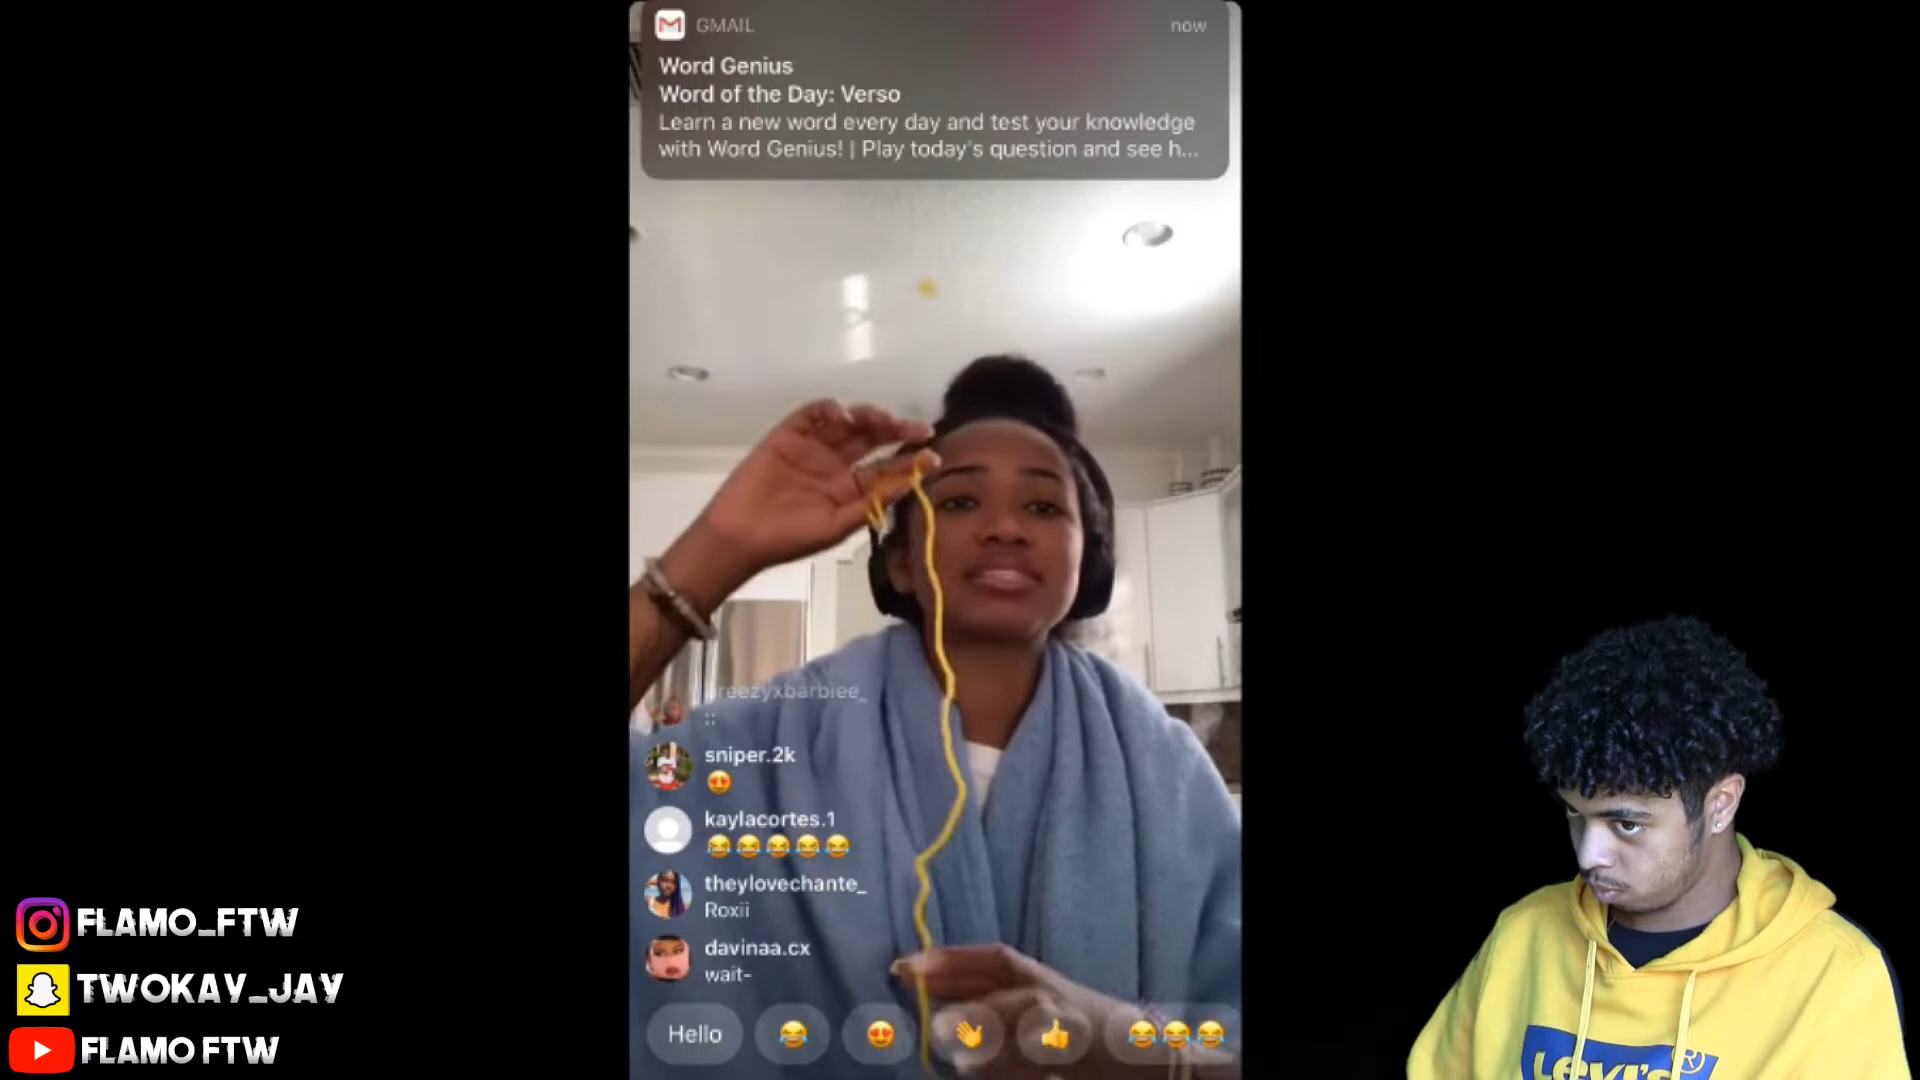 GMAIL
now
Word Genius
Word of the Day: Verso
Learn a new word every day and test your knowledge
with Word Genius! | Play today's question and see h...
reezyxbarbiee_
::
sniper.2k
😍
kaylacortes.1
😂😂😂😂😂
theylovechante_
Roxii
davinaa.cx
wait-
Hello 😂 😍 👋 👍 😂😂😂
FLAMO_FTW
TWOKAY_JAY
FLAMO FTW
Levi's ®